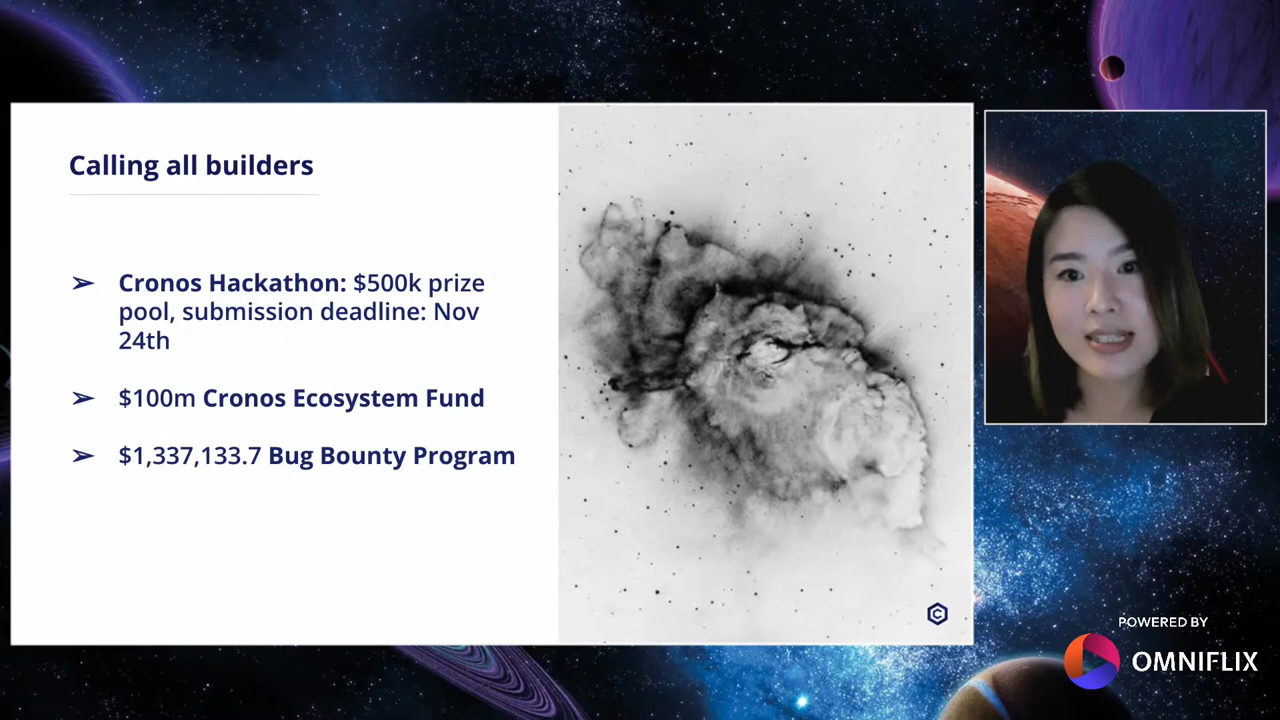 Calling all builders
➢ Cronos Hackathon: $500k prize
pool, submission deadline: Nov
24th
➢ $100m Cronos Ecosystem Fund
➢ $1,337,133.7 Bug Bounty Program
POWERED BY
OMNIFLIX